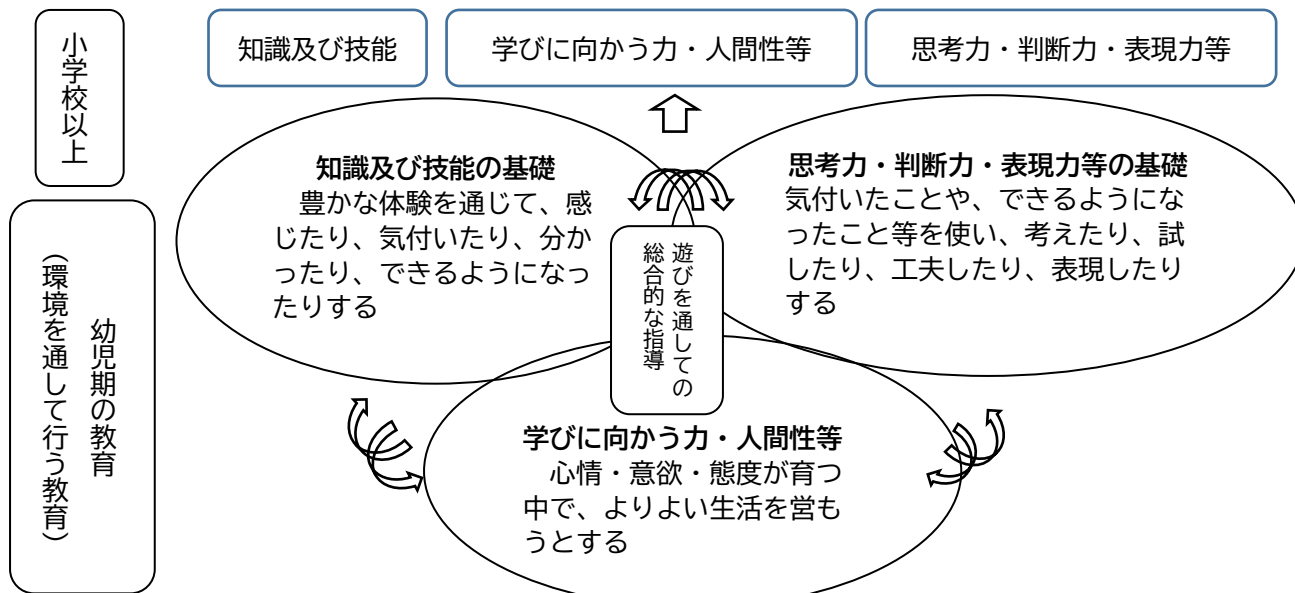 小学校以上
知識及び技能
学びに向かう力・人間性等
思考力・判断力・表現力等
知識及び技能の基礎
豊かな体験を通じて、感
じたり、気付いたり、分か
ったり、できるようになっ
たりする
思考力・判断力・表現力等の基礎
気付いたことや、できるようにな
ったこと等を使い、考えたり、試
したり、工夫したり、表現したり
する
遊びを通しての
総合的な指導
幼児期の教育
(環境を通して行う教育)
学びに向かう力・人間性等
心情・意欲・態度が育つ
中で、よりよい生活を営も
うとする